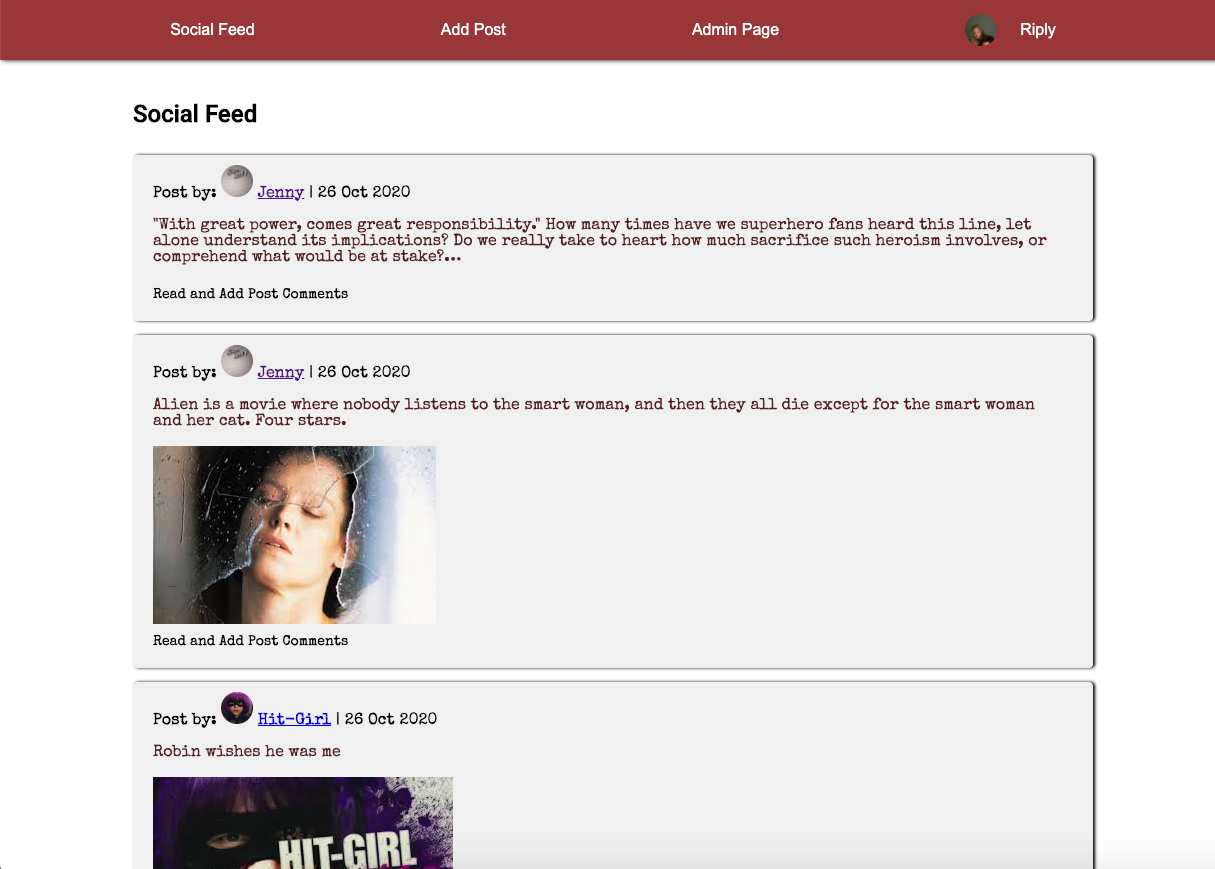 Social Feed
Add Post
Admin Page
Riply
Social Feed
Post by: Jenny | 26 Oct 2020
"With great power, comes great responsibility." How many times have we superhero fans heard this line, let
alone understand its implications? Do we really take to heart how much sacrifice such heroism involves, or
comprehend what would be at stake?...
Read and Add Post Comments
Post by: Jenny | 26 Oct 2020
Alien is a movie where nobody listens to the smart woman, and then they all die except for the smart woman
and her cat. Four stars.
Read and Add Post Comments
Post by: Hit-Girl | 26 Oct 2020
Robin wishes he was me
HIT-GIRL